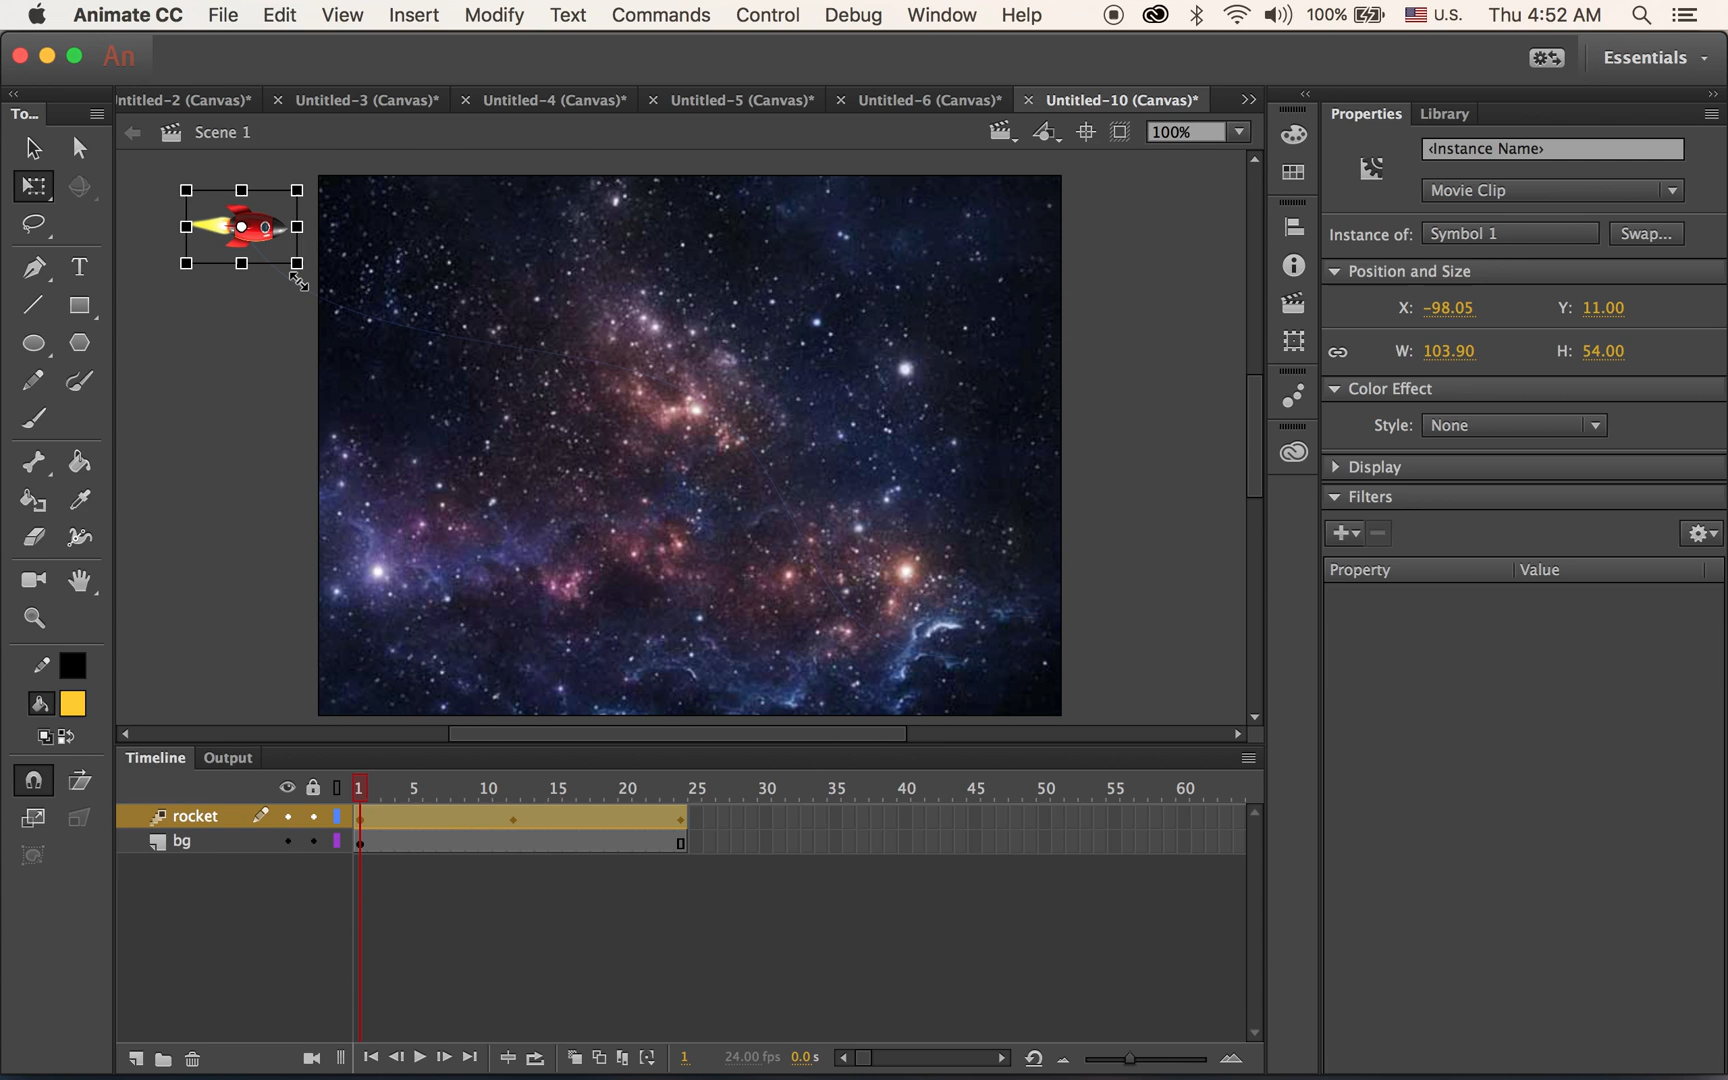 Animate CC File Edit View Insert Modify Text Commands Control Debug Window Help 100% U.S. Thu 4:52 AM
An Essentials
To... ntitled-2 (Canvas)* Untitled-3 (Canvas)* Untitled-4 (Canvas)* Untitled-5 (Canvas)* Untitled-6 (Canvas)* Untitled-10 (Canvas)* Properties Library
Scene 1 100%
<Instance Name>
Movie Clip
Instance of: Symbol 1 Swap...
Position and Size
X: -98.05 Y: 11.00
W: 103.90 H: 54.00
Color Effect
Style: None
Display
Filters
Property Value
Timeline Output
1 5 10 15 20 25 30 35 40 45 50 55 60
rocket
bg
1 24.00 fps 0.0 s